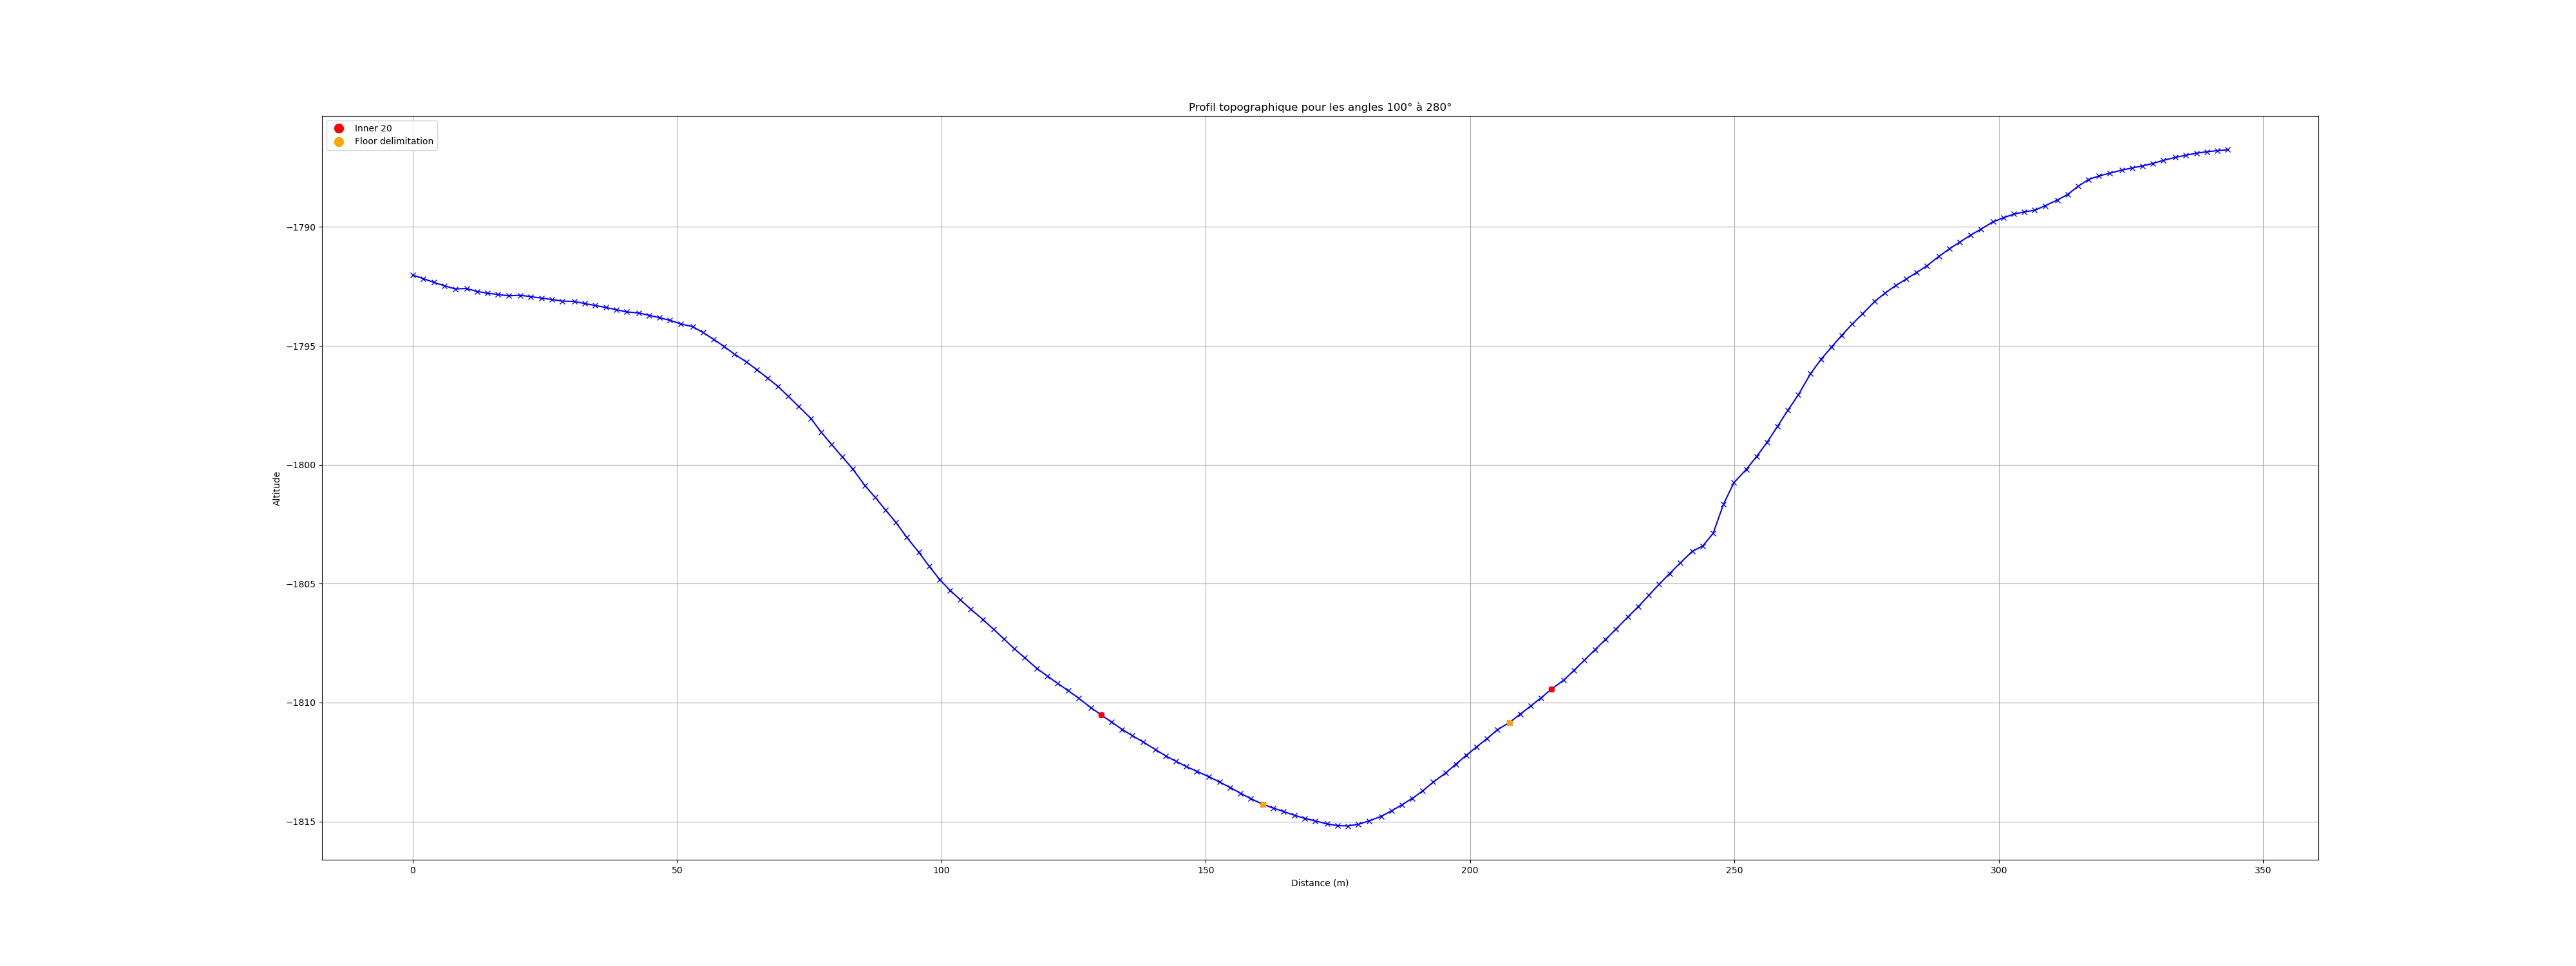 Profil topographique pour les angles 100° à 280°
Inner 20
Floor delimitation
Altitude
−1790
−1795
−1800
−1805
−1810
−1815
0 50 100 150 200 250 300 350
Distance (m)